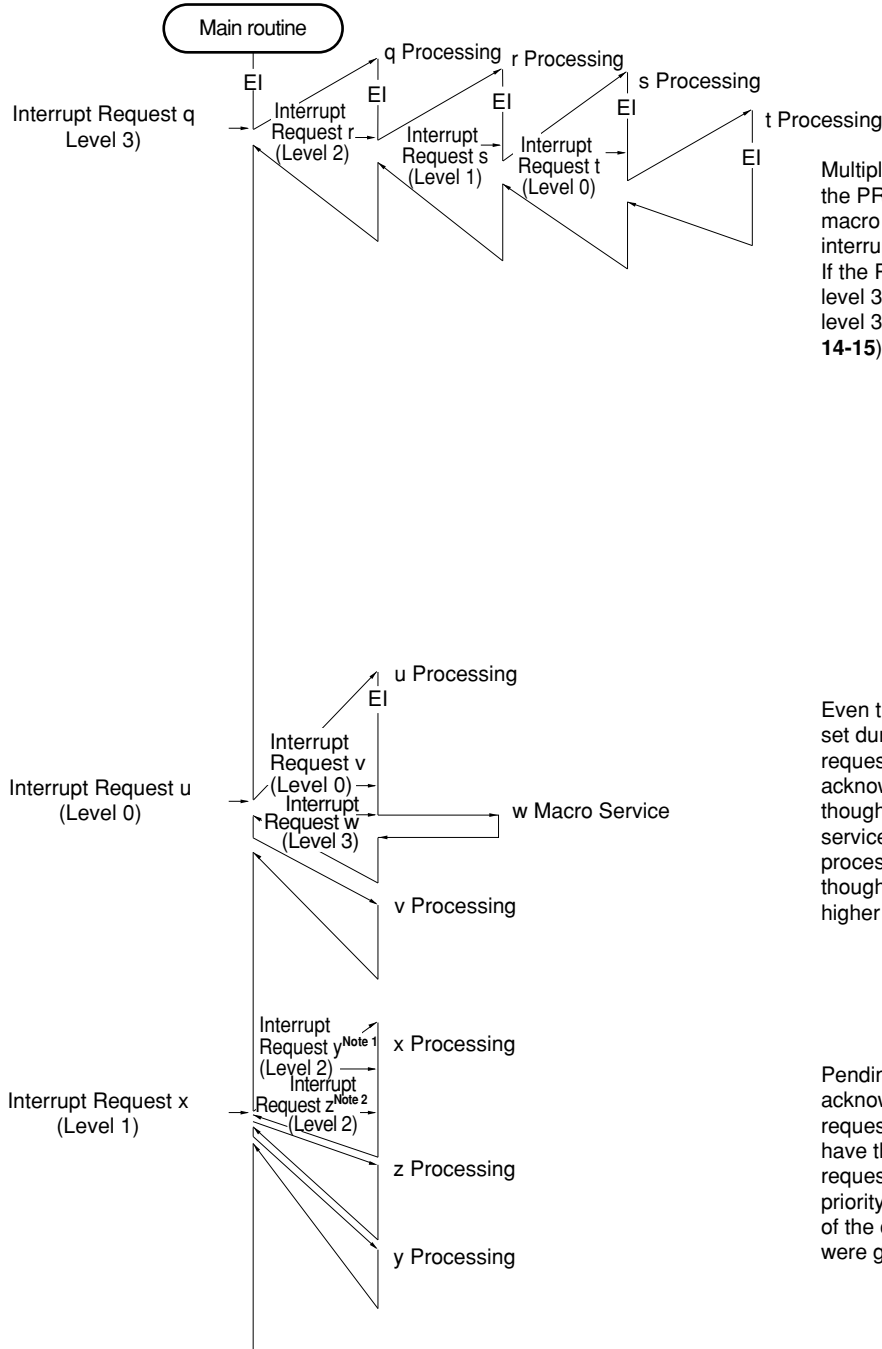 Main routine
EI
q Processing
r Processing
s Processing
t Processing
EI
EI
EI
EI
Interrupt Request q
Level 3)
Interrupt
Request r
(Level 2)
Interrupt
Request s
(Level 1)
Interrupt
Request t
(Level 0)
Multipl
the PR
macro
interru
If the P
level 3
level 3
14-15)
u Processing
EI
Interrupt
Request v
(Level 0)
Interrupt Request u
(Level 0)
Interrupt
Request w
(Level 3)
w Macro Service
v Processing
Even t
set dur
reques
acknow
though
service
proces
though
higher
Interrupt
Request y Note 1
(Level 2)
x Processing
Interrupt Request x
(Level 1)
Interrupt
Request z Note 2
(Level 2)
z Processing
y Processing
Pendin
acknow
reques
have th
reques
priority
of the o
were g